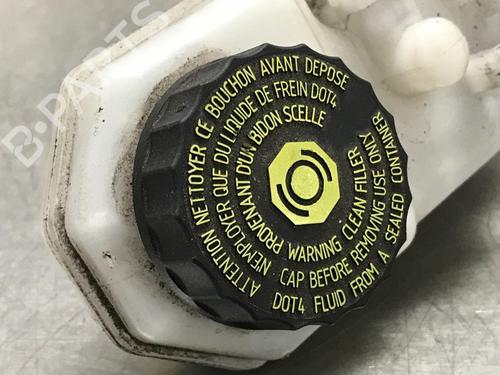 ATTENTION NETTOYER CE BOUCHON AVANT DEPOSE
N'EMPLOYER QUE DU LIQUIDE DE FREIN DOT4
PROVENANT D'UN BIDON SCELLE
WARNING CLEAN FILLER
CAP BEFORE REMOVING USE ONLY
DOT4 FLUID FROM A SEALED CONTAINER
B-PARTS